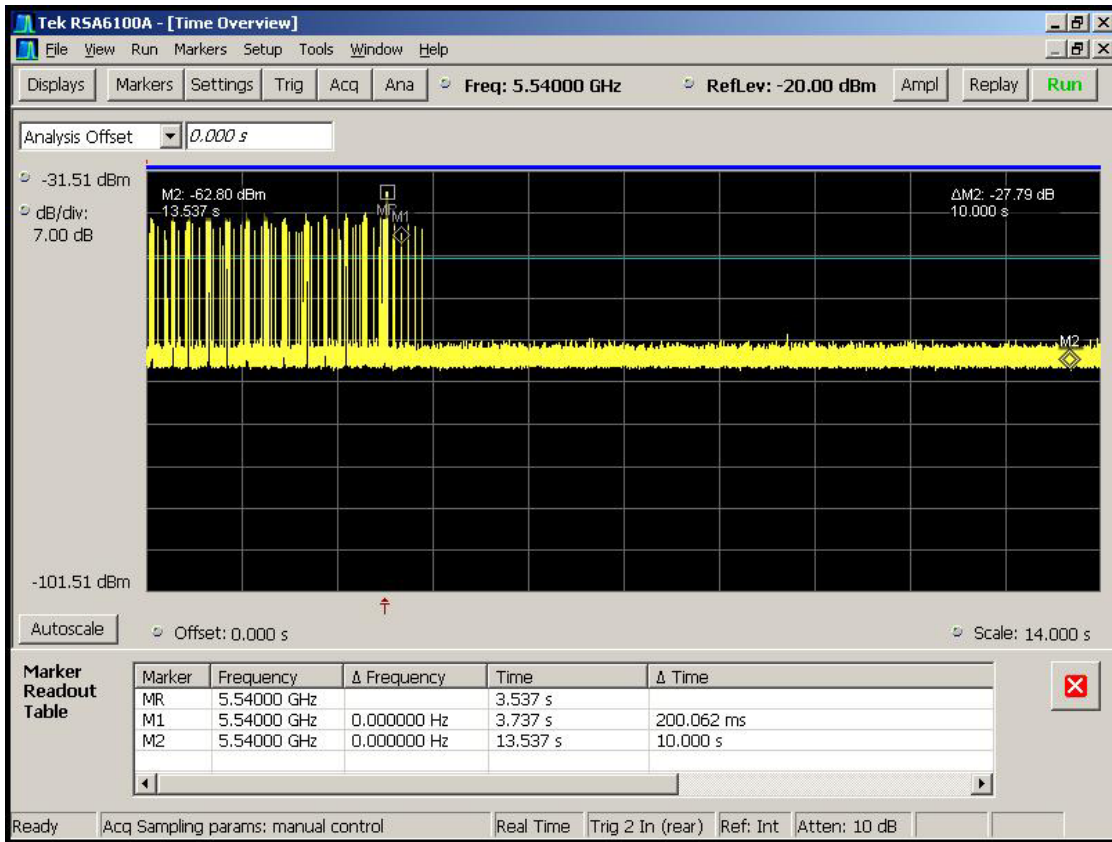 Tek RSA6100A - [Time Overview]
File View Run Markers Setup Tools Window Help
Displays Markers Settings Trig Acq Ana Freq: 5.54000 GHz RefLev: -20.00 dBm Ampl Replay Run
Analysis Offset 0.000 s
-31.51 dBm
dB/div:
7.00 dB
M2: -62.80 dBm
13.537 s
MR
M1
ΔM2: -27.79 dB
10.000 s
M2
-101.51 dBm
Autoscale Offset: 0.000 s Scale: 14.000 s
Marker
Readout
Table
Marker Frequency Δ Frequency Time Δ Time
MR 5.54000 GHz 3.537 s
M1 5.54000 GHz 0.000000 Hz 3.737 s 200.062 ms
M2 5.54000 GHz 0.000000 Hz 13.537 s 10.000 s
Ready Acq Sampling params: manual control Real Time Trig 2 In (rear) Ref: Int Atten: 10 dB